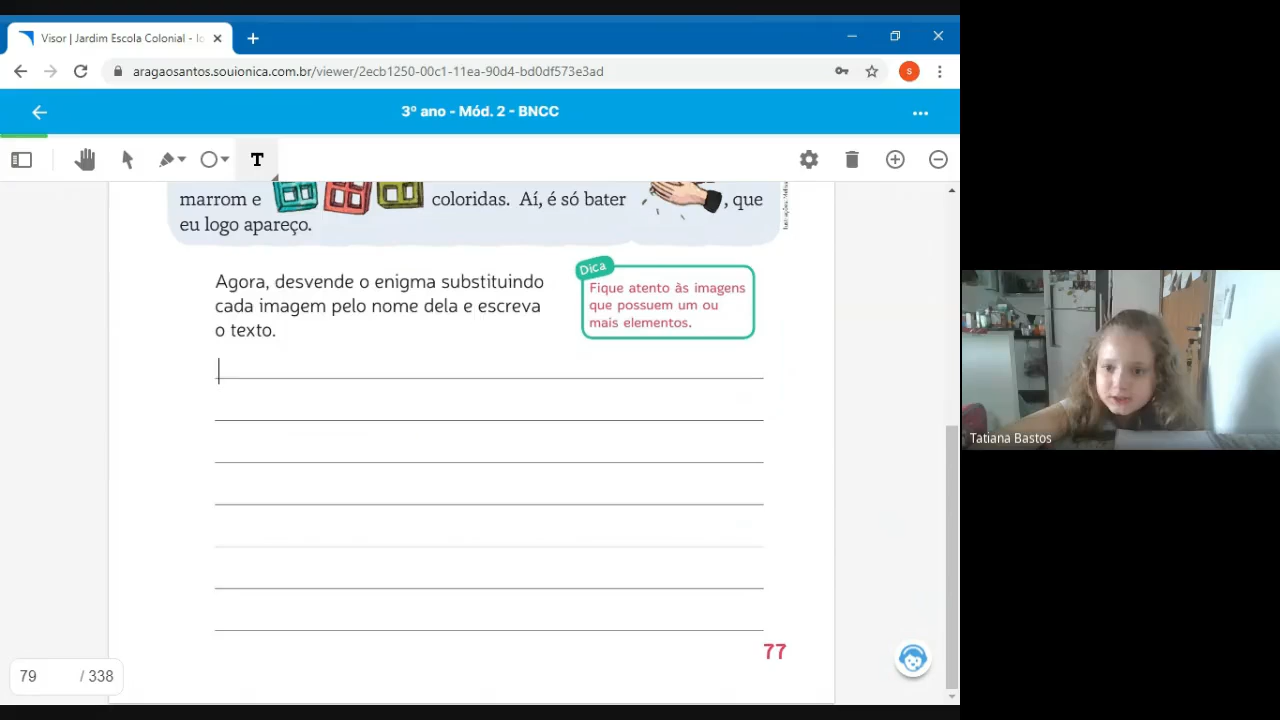 Visor | Jardim Escola Colonial - Io
aragaosantos.souionica.com.br/viewer/2ecb1250-00c1-11ea-90d4-bd0df573e3ad
S
3º ano - Mód. 2 - BNCC
T
marrom e coloridas. Aí, é só bater , que
eu logo apareço.
Agora, desvende o enigma substituindo
cada imagem pelo nome dela e escreva
o texto.
Dica
Fique atento às imagens
que possuem um ou
mais elementos.
77
79 / 338
Tatiana Bastos